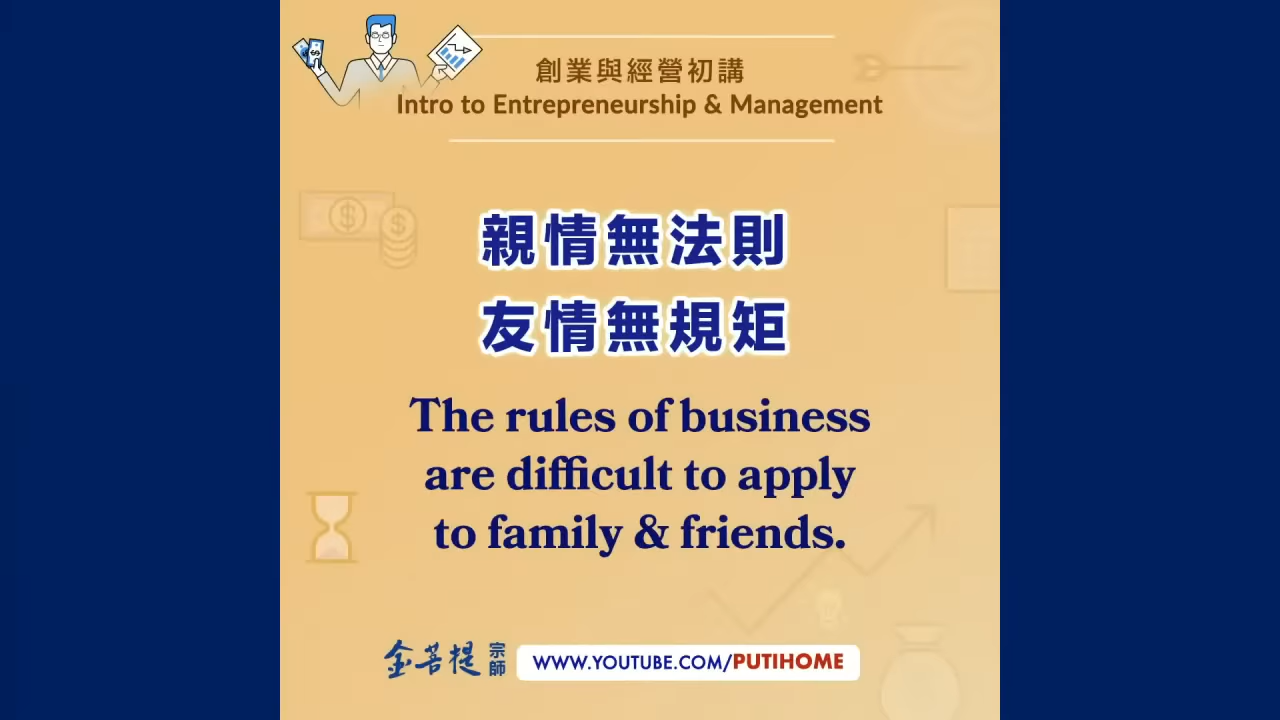 創業與經營初講
Intro to Entrepreneurship & Management
親情無法則
友情無規矩
The rules of business
are difficult to apply
to family & friends.
金菩提 宗師
WWW.YOUTUBE.COM/PUTIHOME